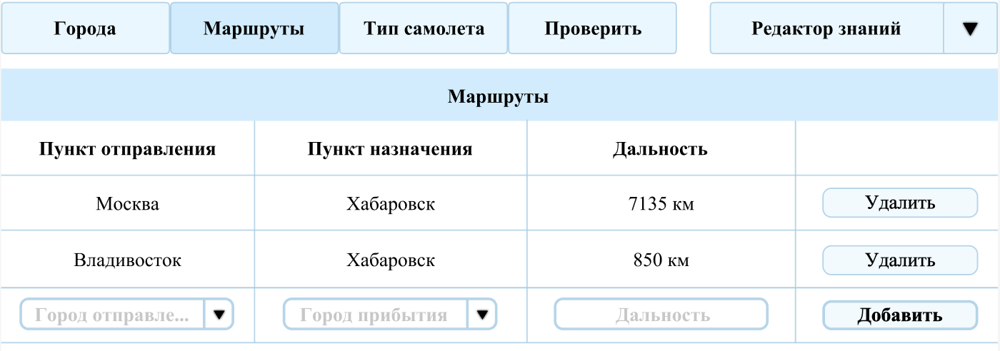 Города Маршруты Тип самолета Проверить Редактор знаний
Маршруты
Пункт отправления Пункт назначения Дальность
Москва Хабаровск 7135 км Удалить
Владивосток Хабаровск 850 км Удалить
Город отправле... Город прибытия Дальность Добавить